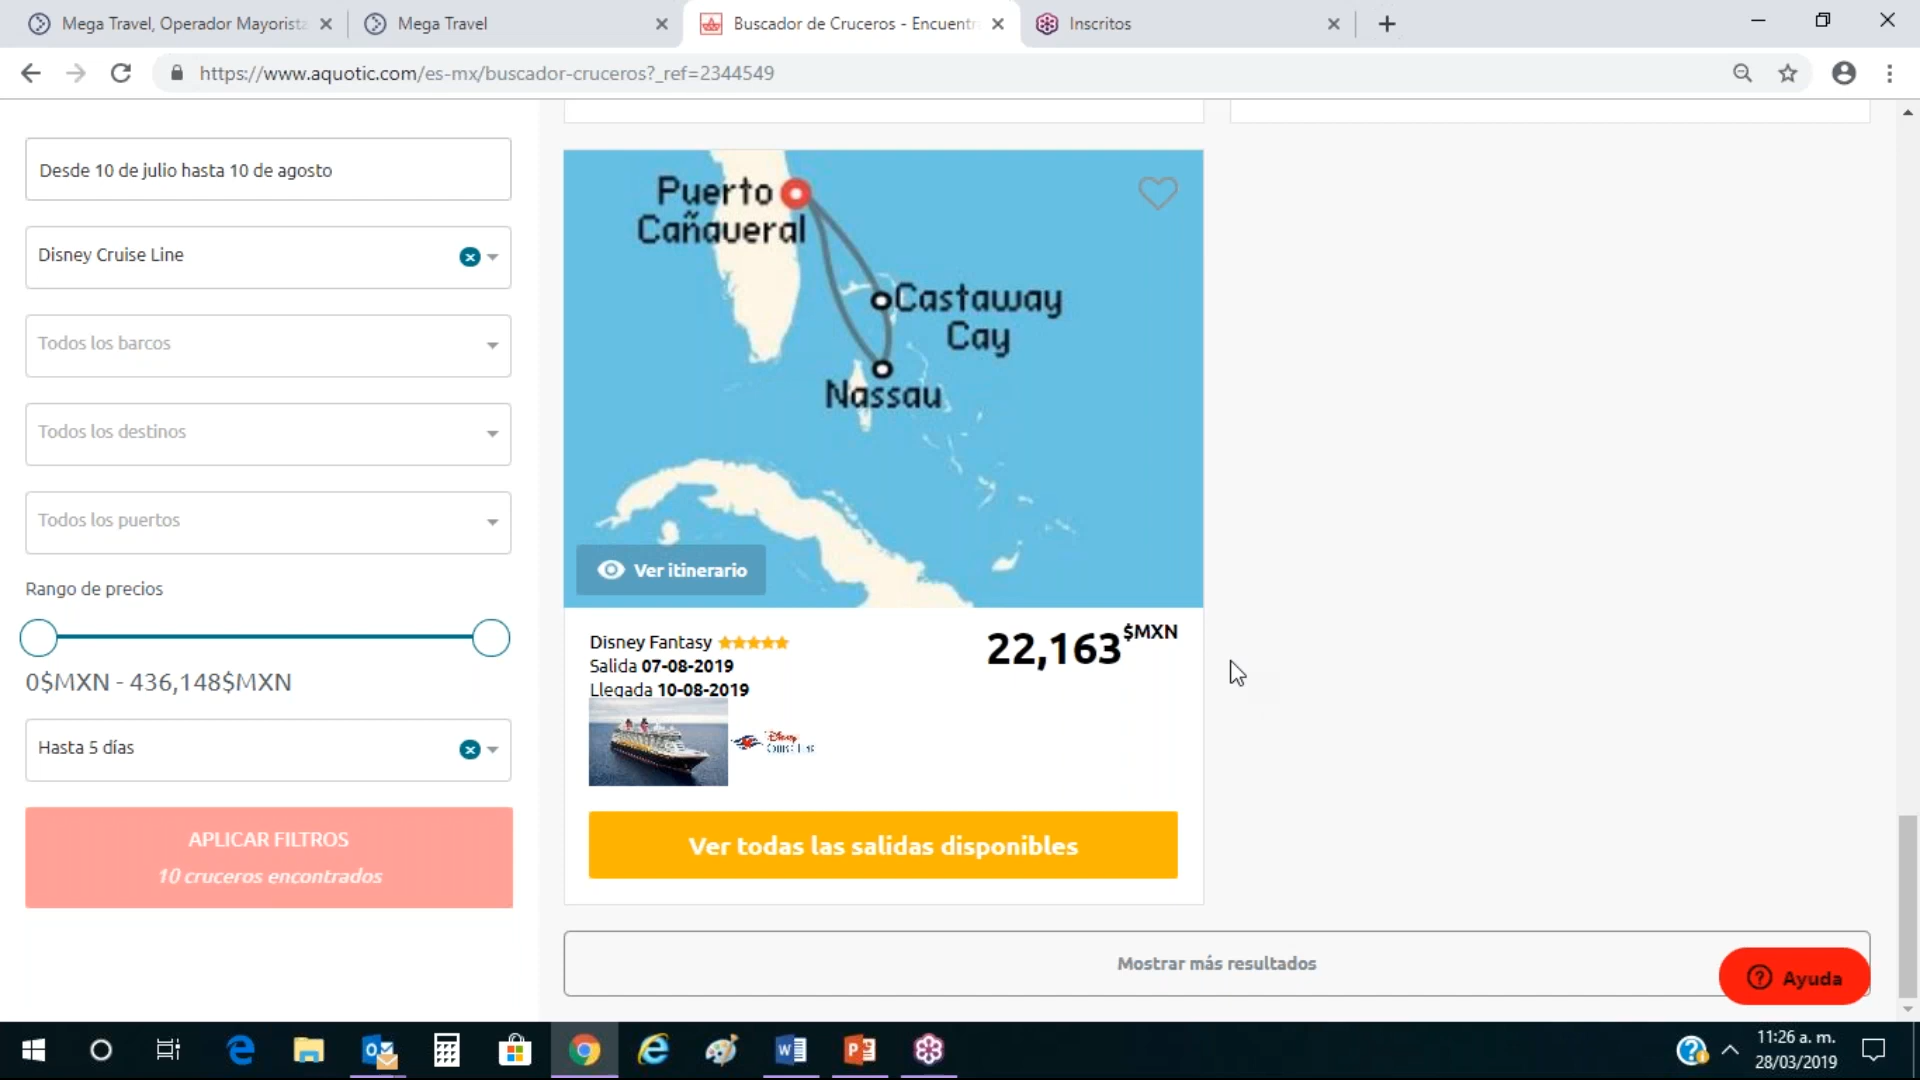 Mega Travel, Operador Mayorista
Mega Travel
Buscador de Cruceros - Encuentr
Inscritos
https://www.aquotic.com/es-mx/buscador-cruceros?_ref=2344549
Desde 10 de julio hasta 10 de agosto
Disney Cruise Line
Todos los barcos
Todos los destinos
Todos los puertos
Rango de precios
0$MXN - 436,148$MXN
Hasta 5 días
APLICAR FILTROS
10 cruceros encontrados
Puerto
Cañaveral
Castaway
Cay
Nassau
Ver itinerario
Disney Fantasy
22,163 $MXN
Salida 07-08-2019
Llegada 10-08-2019
Disney
Ver todas las salidas disponibles
Mostrar más resultados
Ayuda
11:26 a. m.
28/03/2019